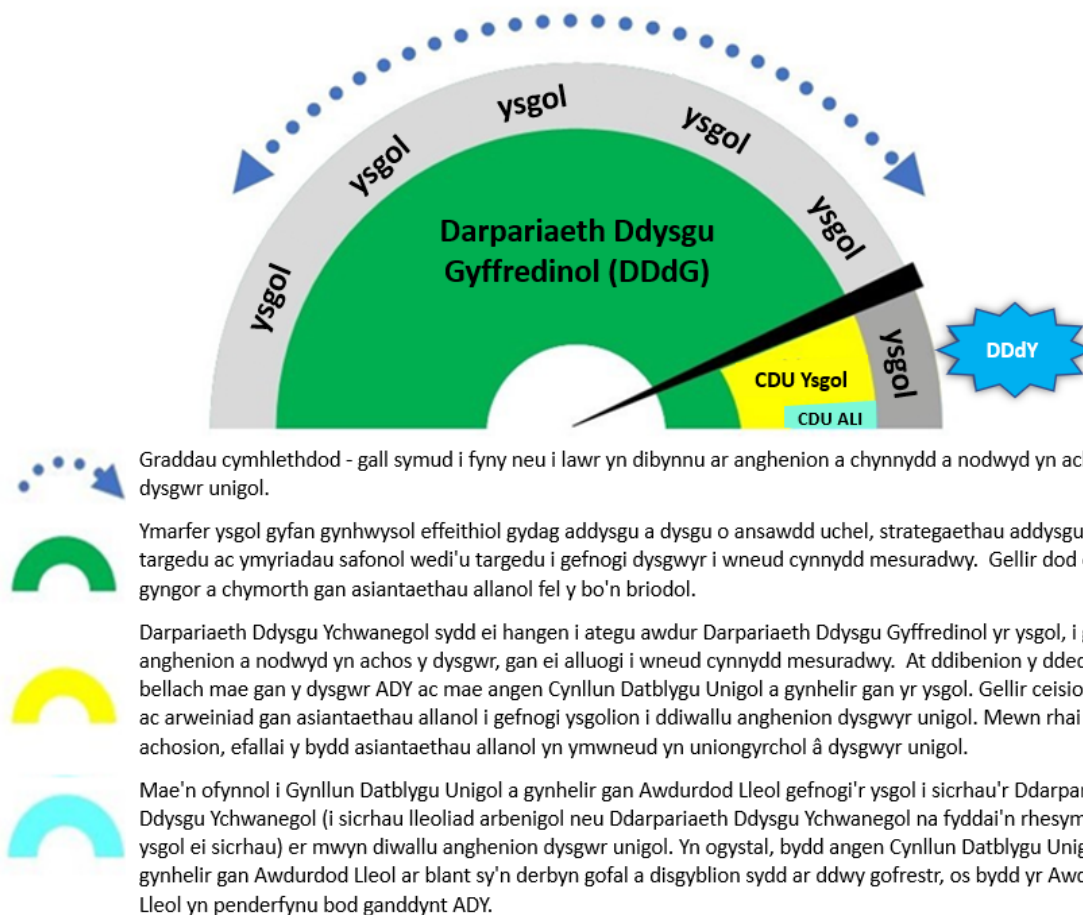 ysgol
ysgol
ysgol
ysgol
ysgol
Darpariaeth Ddysgu
Gyffredinol (DDdG)
ysgol
DDdY
CDU Ysgol
CDU ALl
Graddau cymhlethdod - gall symud i fyny neu i lawr yn dibynnu ar anghenion a chynnydd a nodwyd yn
dysgwr unigol.
Ymarfer ysgol gyfan gynhwysol effeithiol gydag addysgu a dysgu o ansawdd uchel, strategaethau addysgu
targedu ac ymyriadau safonol wedi'u targedu i gefnogi dysgwyr i wneud cynnydd mesuradwy. Gellir dod
gyngor a chymorth gan asiantaethau allanol fel y bo'n briodol.
Darpariaeth Ddysgu Ychwanegol sydd ei hangen i ategu awdur Darpariaeth Ddysgu Gyffredinol yr ysgol, i
anghenion a nodwyd yn achos y dysgwr, gan ei alluogi i wneud cynnydd mesuradwy. At ddibenion y
bellach mae gan y dysgwr ADY ac mae angen Cynllun Datblygu Unigol a gynhelir gan yr ysgol. Gellir ceisio
ac arweiniad gan asiantaethau allanol i gefnogi ysgolion i ddiwallu anghenion dysgwyr unigol. Mewn rhai
achosion, efallai y bydd asiantaethau allanol yn ymwneud yn uniongyrchol â dysgwyr unigol.
Mae'n ofynnol i Gynllun Datblygu Unigol a gynhelir gan Awdurdod Lleol gefnogi'r ysgol i sicrhau'r
Ddysgu Ychwanegol (i sicrhau lleoliad arbenigol neu Ddarpariaeth Ddysgu Ychwanegol na fyddai'n
ysgol ei sicrhau) er mwyn diwallu anghenion dysgwr unigol. Yn ogystal, bydd angen Cynllun Datblygu
gynhelir gan Awdurdod Lleol ar blant sy'n derbyn gofal a disgyblion sydd ar ddwy gofrestr, os bydd yr
Lleol yn penderfynu bod ganddynt ADY.